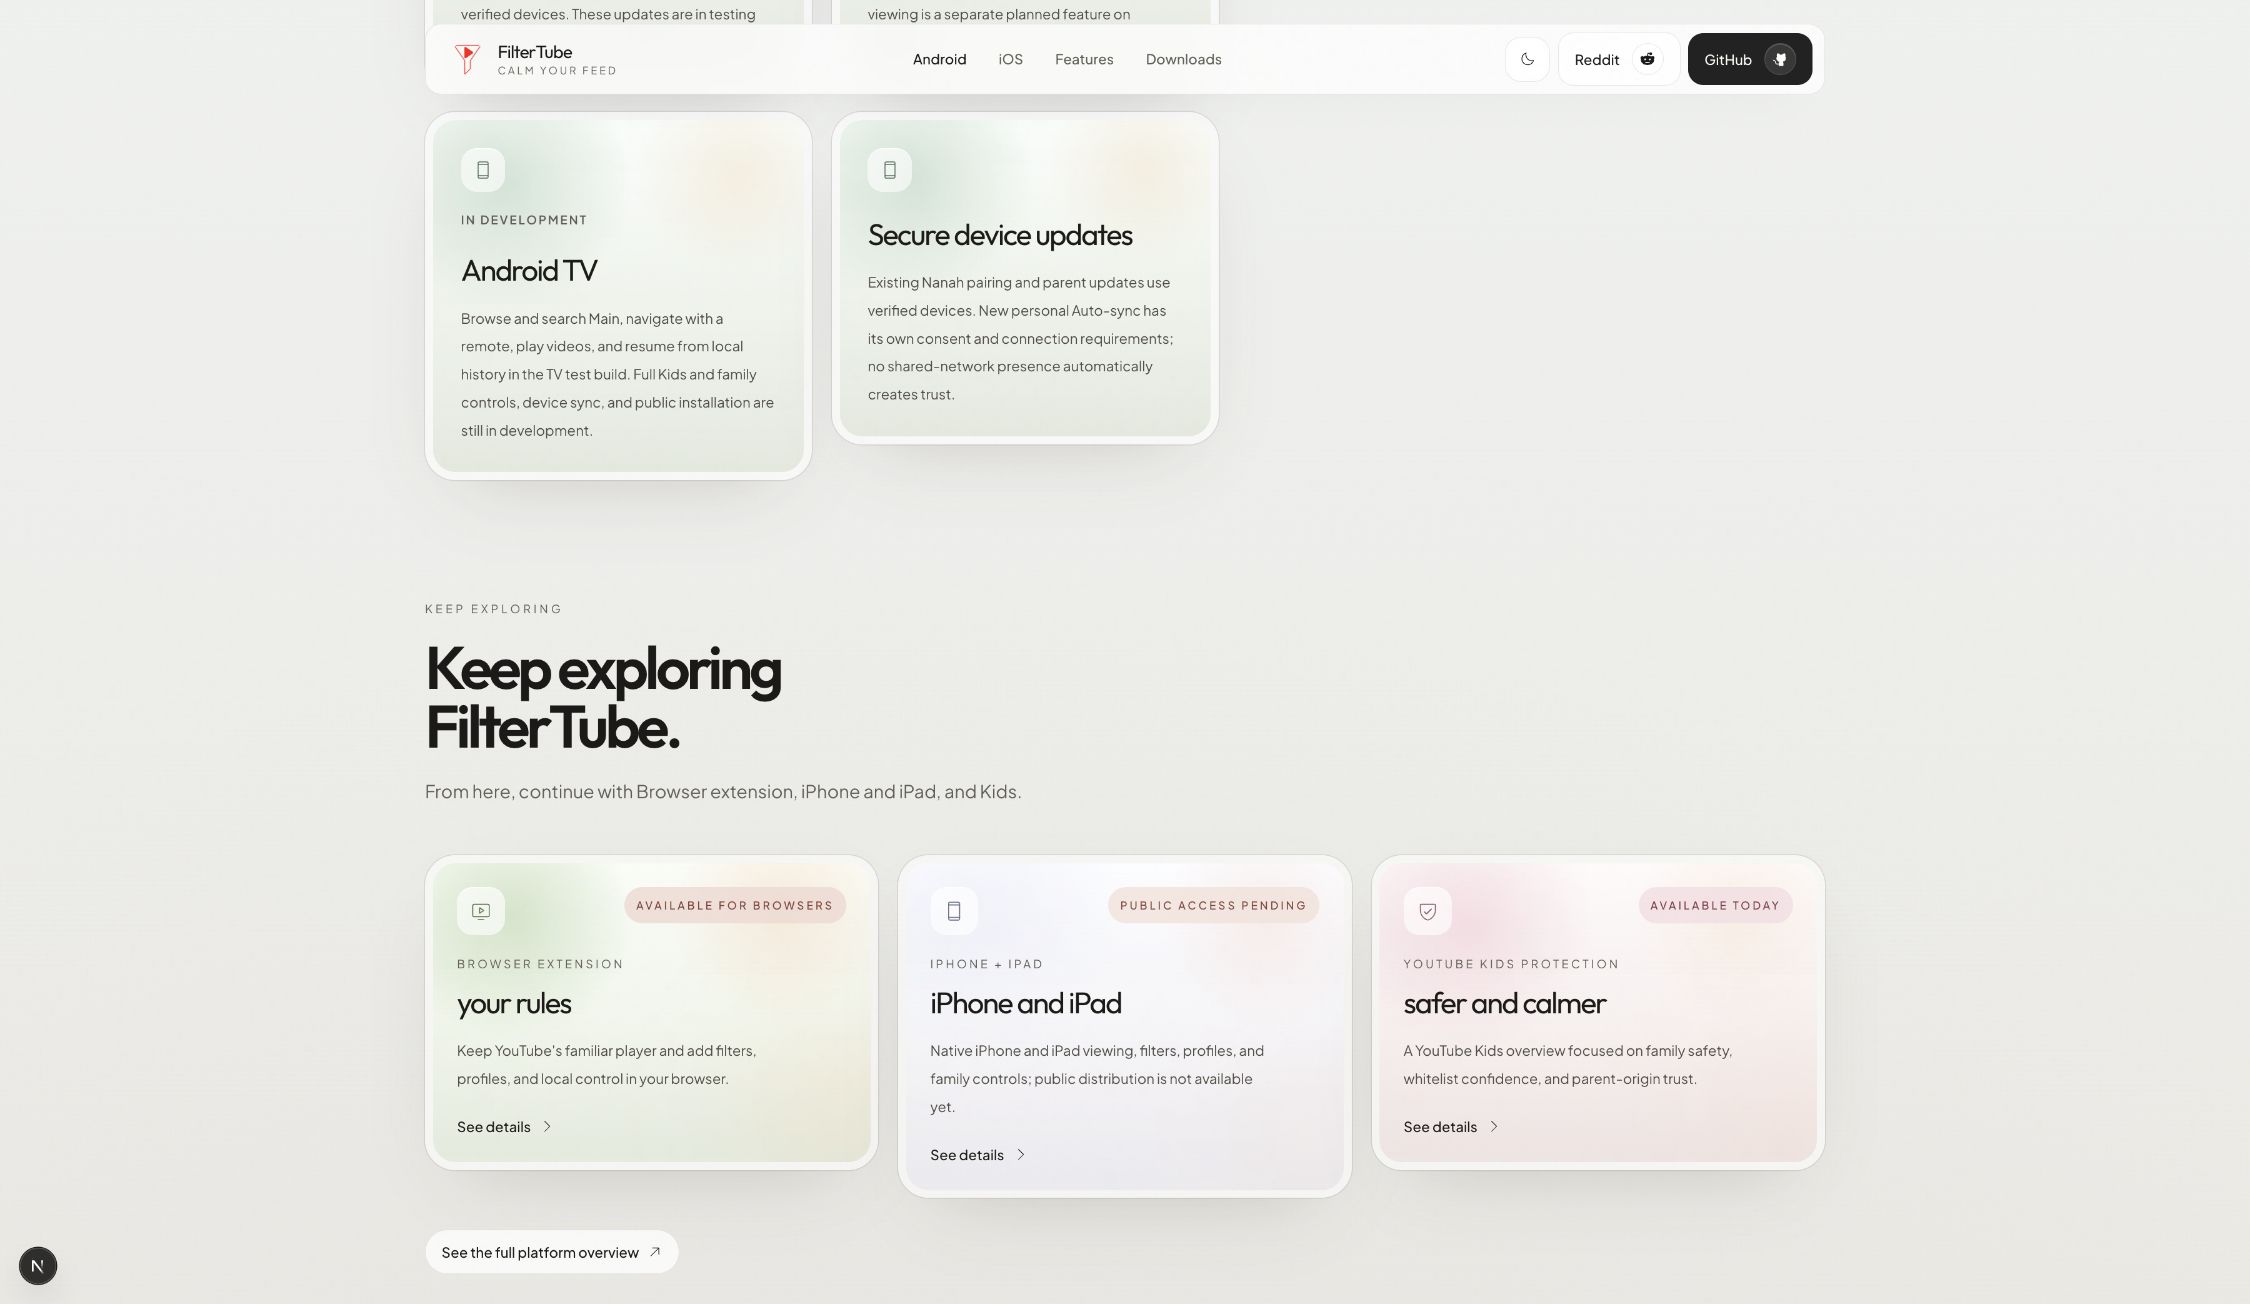 verified devices. These updates are in testing
viewing is a separate planned feature on
FilterTube
CALM YOUR FEED
Android
iOS
Features
Downloads
Reddit
GitHub
IN DEVELOPMENT
Android TV
Browse and search Main, navigate with a
remote, play videos, and resume from local
history in the TV test build. Full Kids and family
controls, device sync, and public installation are
still in development.
Secure device updates
Existing Nanah pairing and parent updates use
verified devices. New personal Auto-sync has
its own consent and connection requirements;
no shared-network presence automatically
creates trust.
KEEP EXPLORING
Keep exploring
FilterTube.
From here, continue with Browser extension, iPhone and iPad, and Kids.
AVAILABLE FOR BROWSERS
BROWSER EXTENSION
your rules
Keep YouTube's familiar player and add filters,
profiles, and local control in your browser.
See details
PUBLIC ACCESS PENDING
IPHONE + IPAD
iPhone and iPad
Native iPhone and iPad viewing, filters, profiles, and
family controls; public distribution is not available
yet.
See details
AVAILABLE TODAY
YOUTUBE KIDS PROTECTION
safer and calmer
A YouTube Kids overview focused on family safety,
whitelist confidence, and parent-origin trust.
See details
See the full platform overview
N